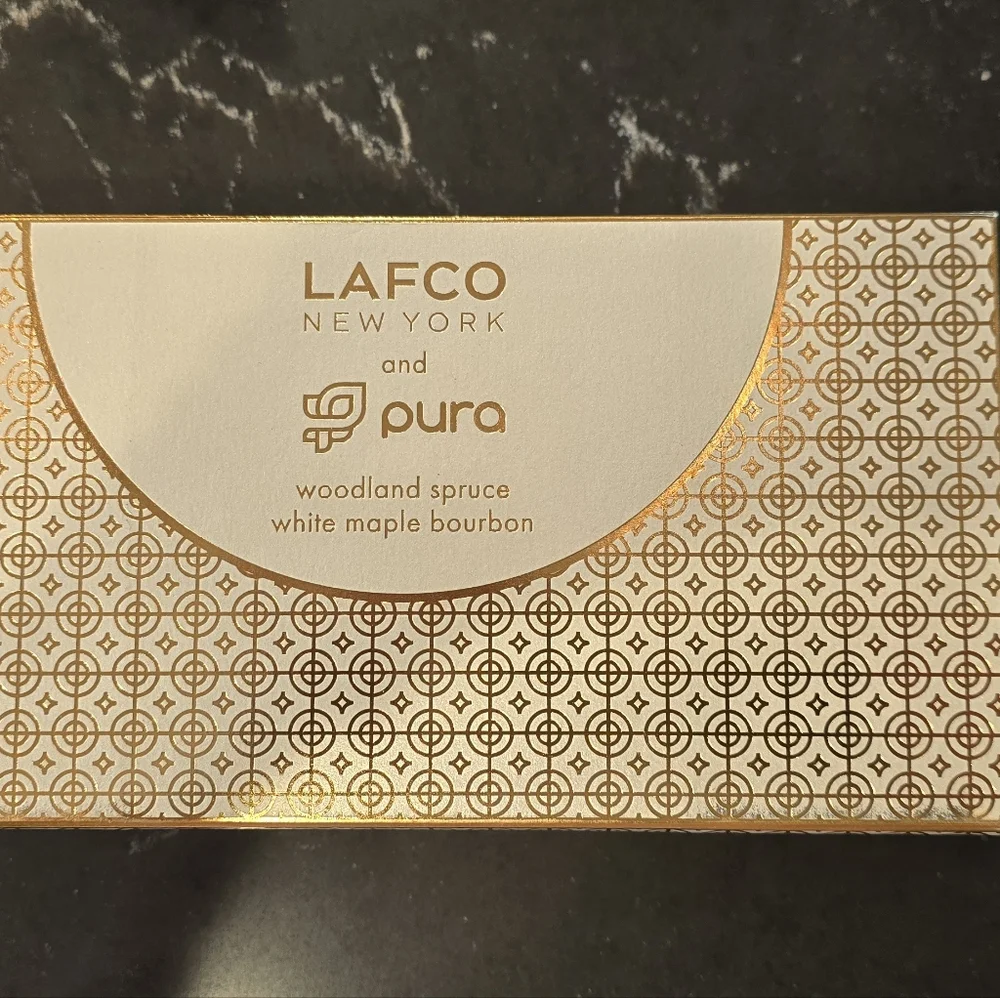 LAFCO
NEW YORK
and
pura
woodland spruce
white maple bourbon